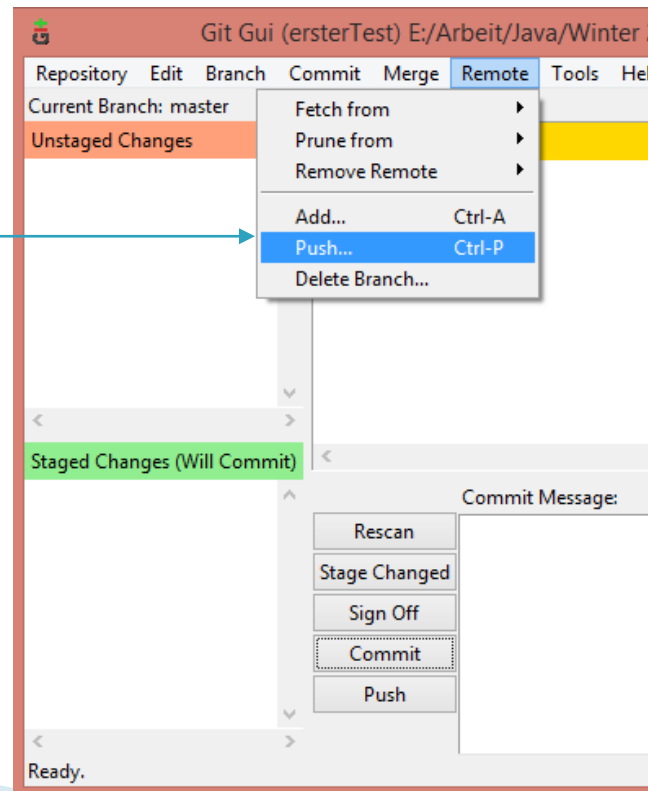 Git Gui (ersterTest) E:/Arbeit/Java/Winter
Repository Edit Branch Commit Merge Remote Tools Hel
Current Branch: master
Unstaged Changes
Fetch from
Prune from
Remove Remote
Add... Ctrl-A
Push... Ctrl-P
Delete Branch...
Staged Changes (Will Commit)
Commit Message:
Rescan
Stage Changed
Sign Off
Commit
Push
Ready.